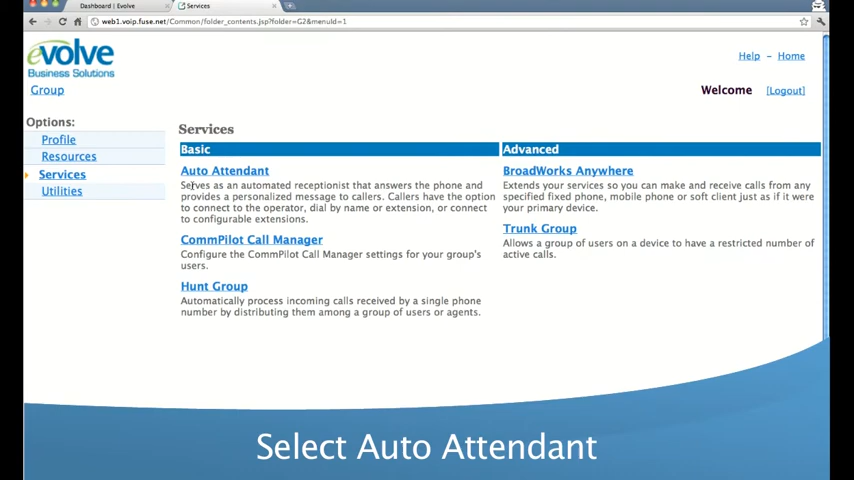 Dashboard | Evolve
Services
web1.voip.fuse.net/Common/folder_contents.jsp?folder=G2&menuId=1
evolve
Business Solutions
Help - Home
Group
Welcome [Logout]
Options:
Profile
Resources
Services
Utilities
Services
Basic
Auto Attendant
Serves as an automated receptionist that answers the phone and
provides a personalized message to callers. Callers have the option
to connect to the operator, dial by name or extension, or connect
to configurable extensions.
CommPilot Call Manager
Configure the CommPilot Call Manager settings for your group's
users.
Hunt Group
Automatically process incoming calls received by a single phone
number by distributing them among a group of users or agents.
Advanced
BroadWorks Anywhere
Extends your services so you can make and receive calls from any
specified fixed phone, mobile phone or soft client just as if it were
your primary device.
Trunk Group
Allows a group of users on a device to have a restricted number of
active calls.
Select Auto Attendant